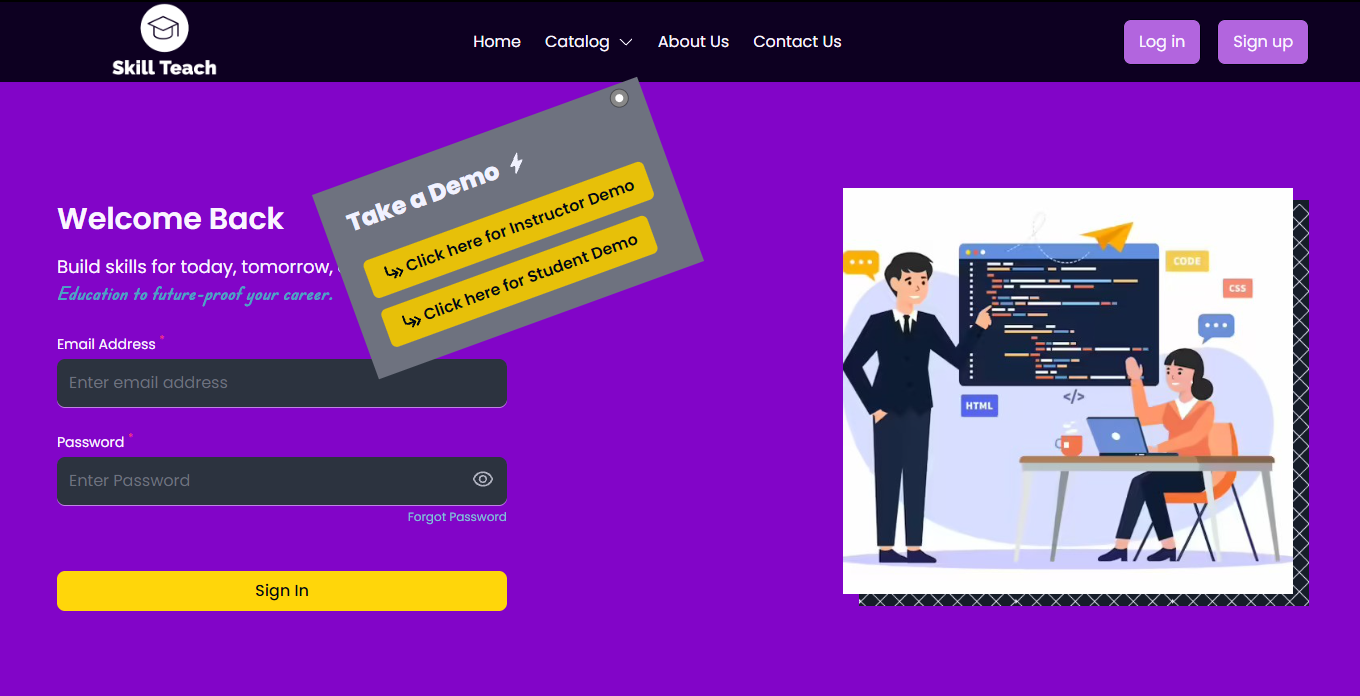 Skill Teach
Home
Catalog
About Us
Contact Us
Log in
Sign up
Take a Demo
Click here for Instructor Demo
Click here for Student Demo
Welcome Back
Build skills for today, tomorrow,
Education to future-proof your career.
Email Address *
Enter email address
Password *
Enter Password
Forgot Password
Sign In
CODE
CSS
HTML
</>